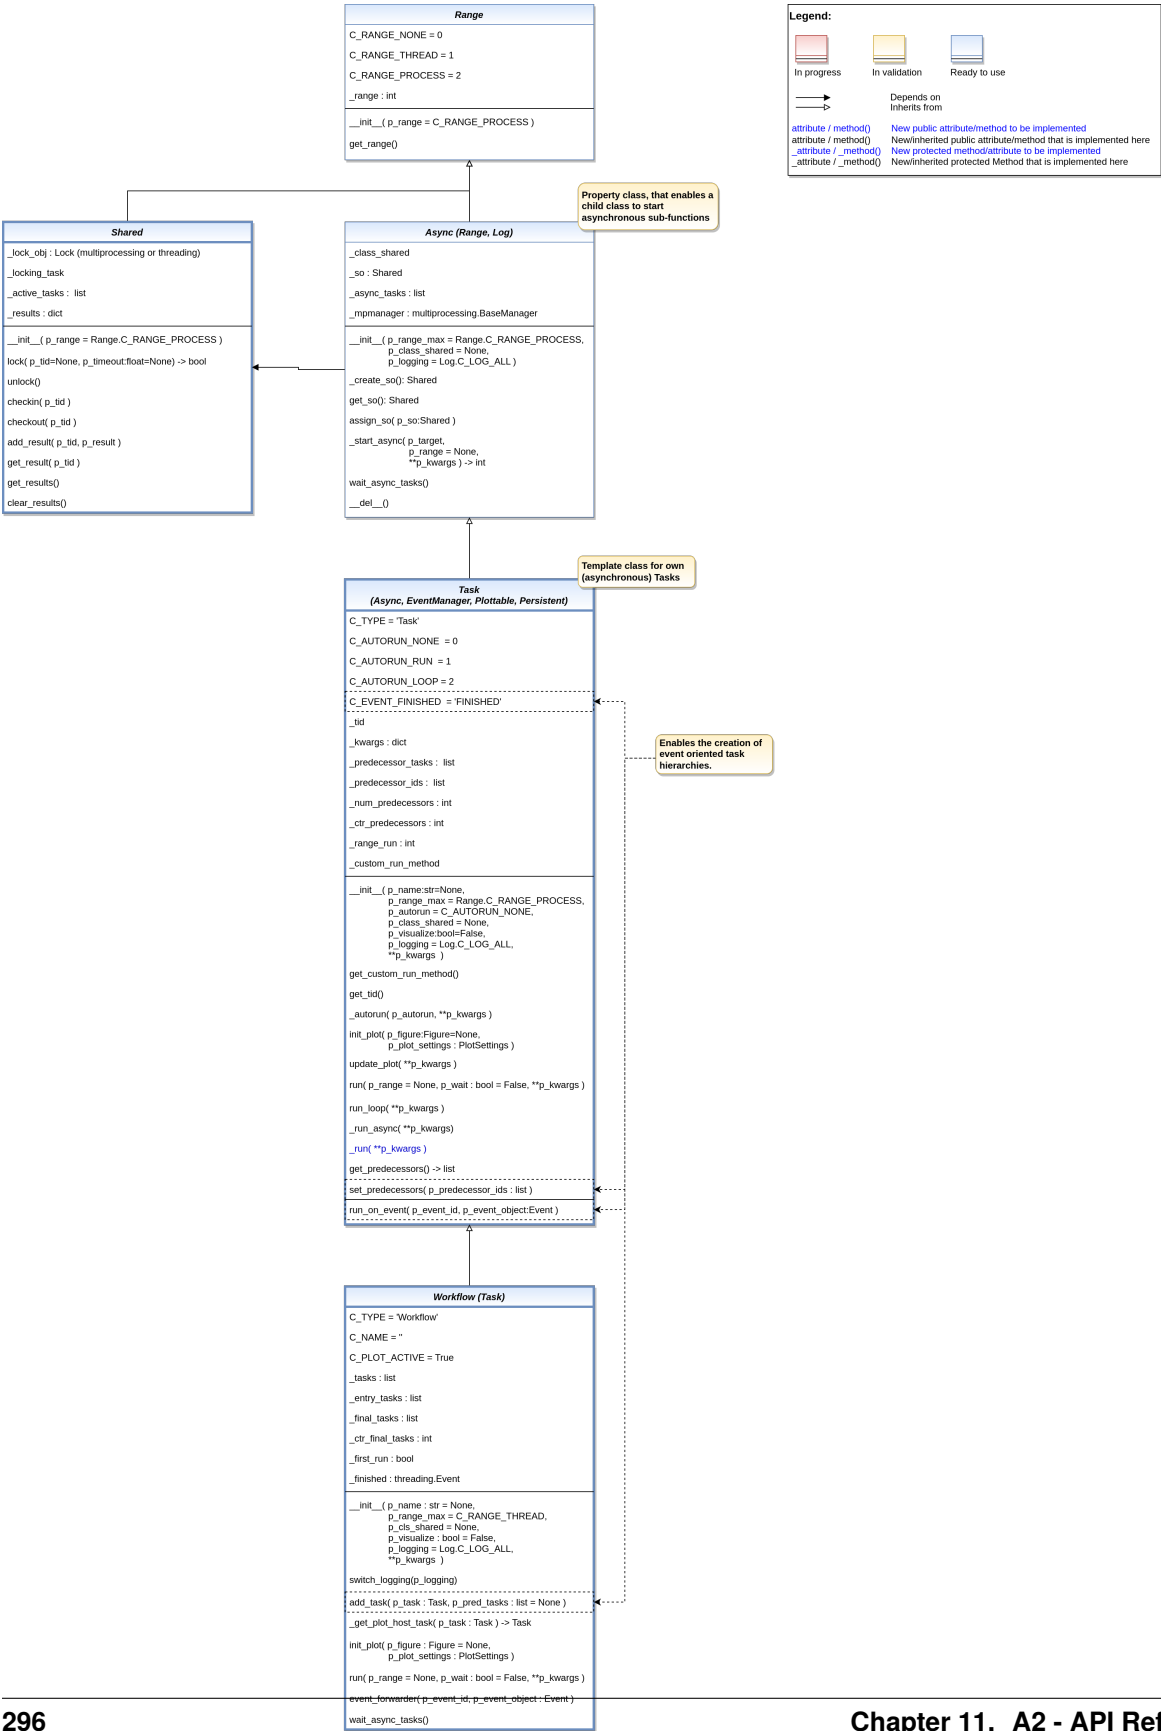 Range
C_RANGE_NONE = 0
C_RANGE_THREAD = 1
C_RANGE_PROCESS = 2
_range : int
__init__( p_range = C_RANGE_PROCESS )
get_range()
Legend:
In progress
In validation
Ready to use
Depends on
Inherits from
attribute / method() New public attribute/method to be implemented
attribute / method() New/inherited public attribute/method that is implemented here
_attribute / _method() New protected method/attribute to be implemented
_attribute / _method() New/inherited protected Method that is implemented here
Property class, that enables a
child class to start
asynchronous sub-functions
Shared
_lock_obj : Lock (multiprocessing or threading)
_locking_task
_active_tasks : list
_results : dict
__init__( p_range = Range.C_RANGE_PROCESS )
lock( p_tid=None, p_timeout:float=None) -> bool
unlock()
checkin( p_tid )
checkout( p_tid )
add_result( p_tid, p_result )
get_result( p_tid )
get_results()
clear_results()
Async (Range, Log)
_class_shared
_so : Shared
_async_tasks : list
_mpmanager : multiprocessing.BaseManager
__init__( p_range_max = Range.C_RANGE_PROCESS,
p_class_shared = None,
p_logging = Log.C_LOG_ALL )
_create_so(): Shared
get_so(): Shared
assign_so( p_so:Shared )
_start_async( p_target,
p_range = None,
**p_kwargs ) -> int
wait_async_tasks()
__del__()
Template class for own
(asynchronous) Tasks
Task
(Async, EventManager, Plottable, Persistent)
C_TYPE = 'Task'
C_AUTORUN_NONE = 0
C_AUTORUN_RUN = 1
C_AUTORUN_LOOP = 2
C_EVENT_FINISHED = 'FINISHED'
_tid
_kwargs : dict
_predecessor_tasks : list
_predecessor_ids : list
_num_predecessors : int
_ctr_predecessors : int
_range_run : int
_custom_run_method
__init__( p_name:str=None,
p_range_max = Range.C_RANGE_PROCESS,
p_autorun = C_AUTORUN_NONE,
p_class_shared = None,
p_visualize:bool=False,
p_logging = Log.C_LOG_ALL,
**p_kwargs )
get_custom_run_method()
get_tid()
_autorun( p_autorun, **p_kwargs )
init_plot( p_figure:Figure=None,
p_plot_settings : PlotSettings )
update_plot( **p_kwargs )
run( p_range = None, p_wait : bool = False, **p_kwargs )
run_loop( **p_kwargs )
_run_async( **p_kwargs)
_run( **p_kwargs )
get_predecessors() -> list
set_predecessors( p_predecessor_ids : list )
run_on_event( p_event_id, p_event_object:Event )
Enables the creation of
event oriented task
hierarchies.
Workflow (Task)
C_TYPE = 'Workflow'
C_NAME = ''
C_PLOT_ACTIVE = True
_tasks : list
_entry_tasks : list
_final_tasks : list
_ctr_final_tasks : int
_first_run : bool
_finished : threading.Event
__init__( p_name : str = None,
p_range_max = C_RANGE_THREAD,
p_cls_shared = None,
p_visualize : bool = False,
p_logging = Log.C_LOG_ALL,
**p_kwargs )
switch_logging(p_logging)
add_task( p_task : Task, p_pred_tasks : list = None )
_get_plot_host_task( p_task : Task ) -> Task
init_plot( p_figure : Figure = None,
p_plot_settings : PlotSettings )
run( p_range = None, p_wait : bool = False, **p_kwargs )
event_forwarder( p_event_id, p_event_object : Event )
wait_async_tasks()
296
Chapter 11. A2 - API Ref